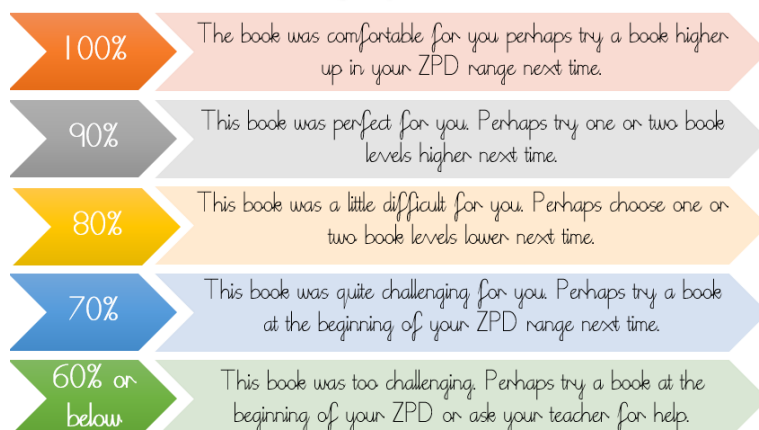 100%
The book was comfortable for you perhaps try a book higher
up in your ZPD range next time.
90%
This book was perfect for you. Perhaps try one or two book
levels higher next time.
80%
This book was a little difficult for you. Perhaps choose one or
two book levels lower next time.
70%
This book was quite challenging for you. Perhaps try a book
at the beginning of your ZPD range next time.
60% or
below
This book was too challenging. Perhaps try a book at the
beginning of your ZPD or ask your teacher for help.